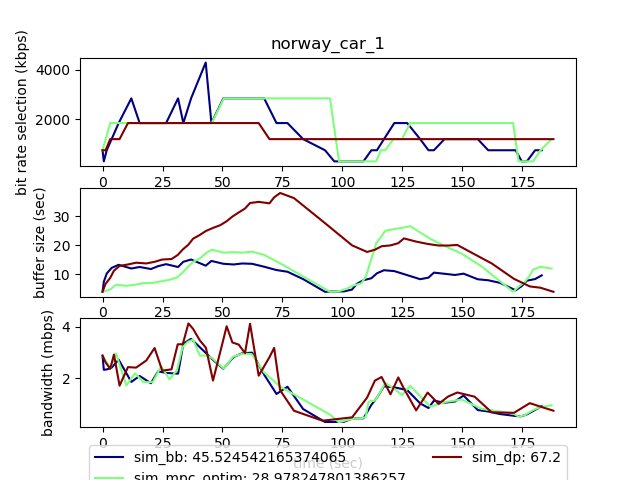 norway_car_1
bit rate selection (kbps)
4000
2000
0 25 50 75 100 125 150 175
buffer size (sec)
30
20
10
0 25 50 75 100 125 150 175
bandwidth (mbps)
4
2
0 25 50 75 100 125 150 175
time (sec)
sim_bb: 45.524542165374065
sim_dp: 67.2
sim_mpc_optim: 28.978247801386257